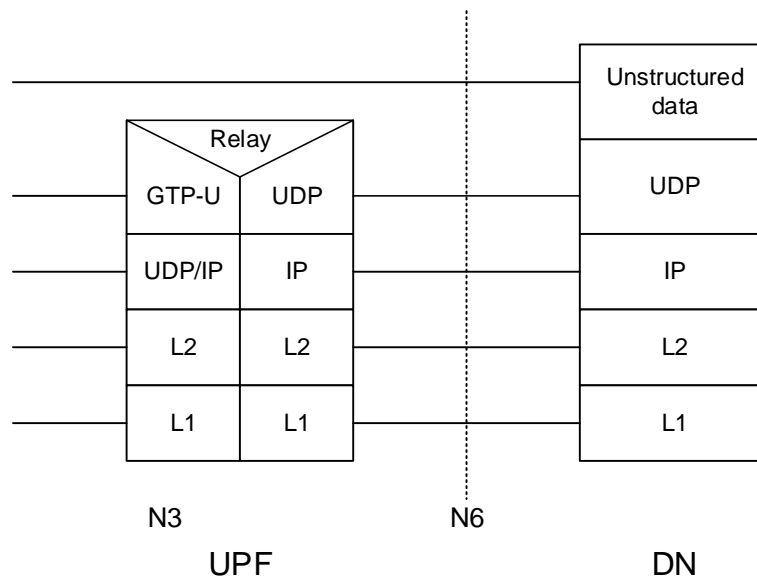 Unstructured
data
Relay
GTP-U UDP UDP
UDP/IP IP IP
L2 L2 L2
L1 L1 L1
N3 N6
UPF DN